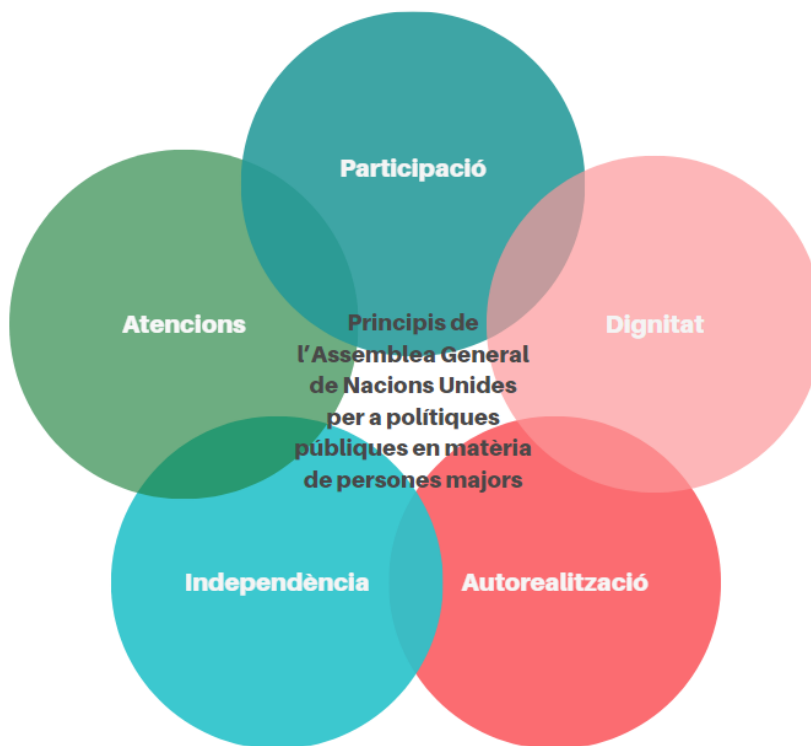 Participació
Atencions
Dignitat
Principis de
l’Assemblea General
de Nacions Unides
per a polítiques
públiques en matèria
de persones majors
Independència
Autorealització